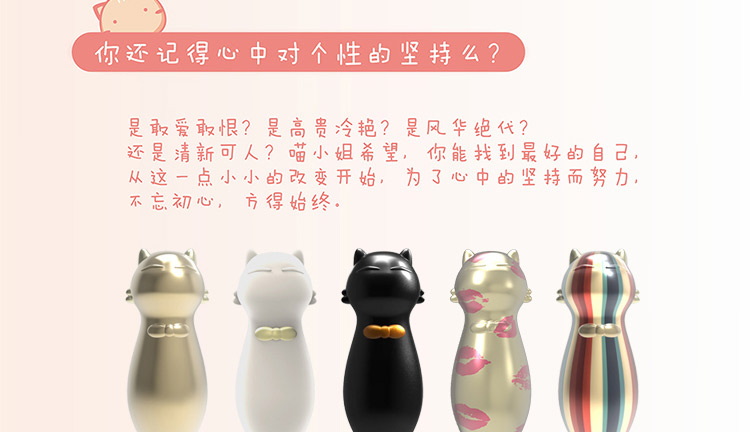 你还记得心中对个性的坚持么?
是敢爱敢恨?是高贵冷艳?是风华绝代?
还是清新可人?喵小姐希望,你能找到最好的自己,
从这一点小小的改变开始,为了心中的坚持而努力,
不忘初心,方得始终。